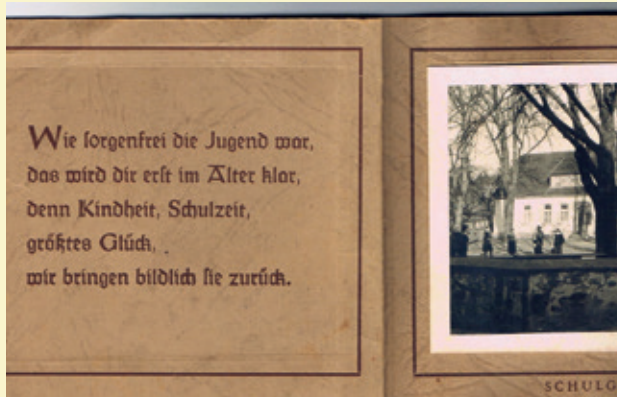 Wie sorgenfrei die Jugend war,
das wird dir erst im Alter klar,
denn Kindheit, Schulzeit,
größtes Glück,
wir bringen bildlich sie zurück.